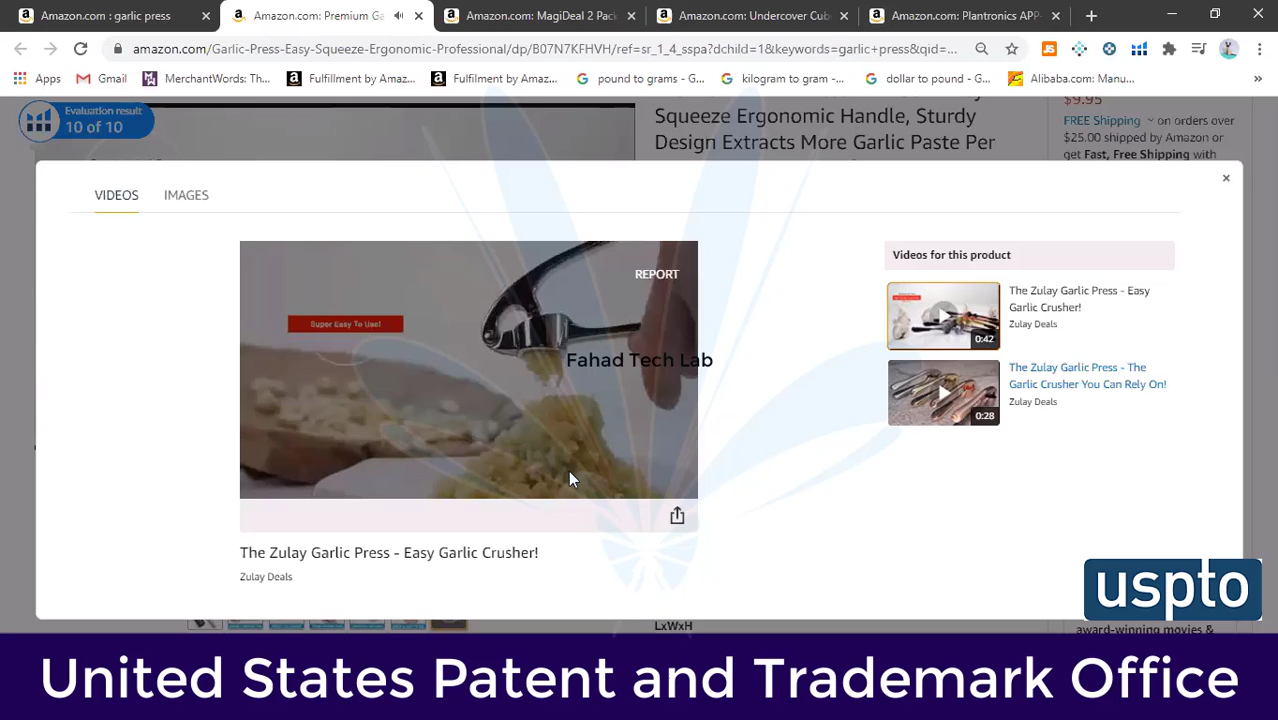 Amazon.com : garlic press
Amazon.com: Premium Ga
Amazon.com : MagiDeal 2 Pack
Amazon.com: Undercover Cub
Amazon.com: Plantronics APP-
amazon.com/Garlic-Press-Easy-Squeeze-Ergonomic-Professional/dp/B07N7KFHVH/ref=sr_1_4_sspa?dchild=1&keywords=garlic+press&qid=...
Apps
Gmail
MerchantWords: Th...
Fulfillment by Amaz...
Fulfilment by Amaz...
pound to grams - G...
kilogram to gram -...
dollar to pound - G...
Alibaba.com: Manu...
Evaluation result
10 of 10
Squeeze Ergonomic Handle, Sturdy
Design Extracts More Garlic Paste Per
$9.95
FREE Shipping on orders over
$25.00 shipped by Amazon or
get Fast, Free Shipping with
VIDEOS
IMAGES
REPORT
Super Easy To Use!
Fahad Tech Lab
The Zulay Garlic Press - Easy Garlic Crusher!
Zulay Deals
Videos for this product
0:42
The Zulay Garlic Press - Easy
Garlic Crusher!
Zulay Deals
0:28
The Zulay Garlic Press - The
Garlic Crusher You Can Rely On!
Zulay Deals
LxWxH
award-winning movies &
uspto
United States Patent and Trademark Office